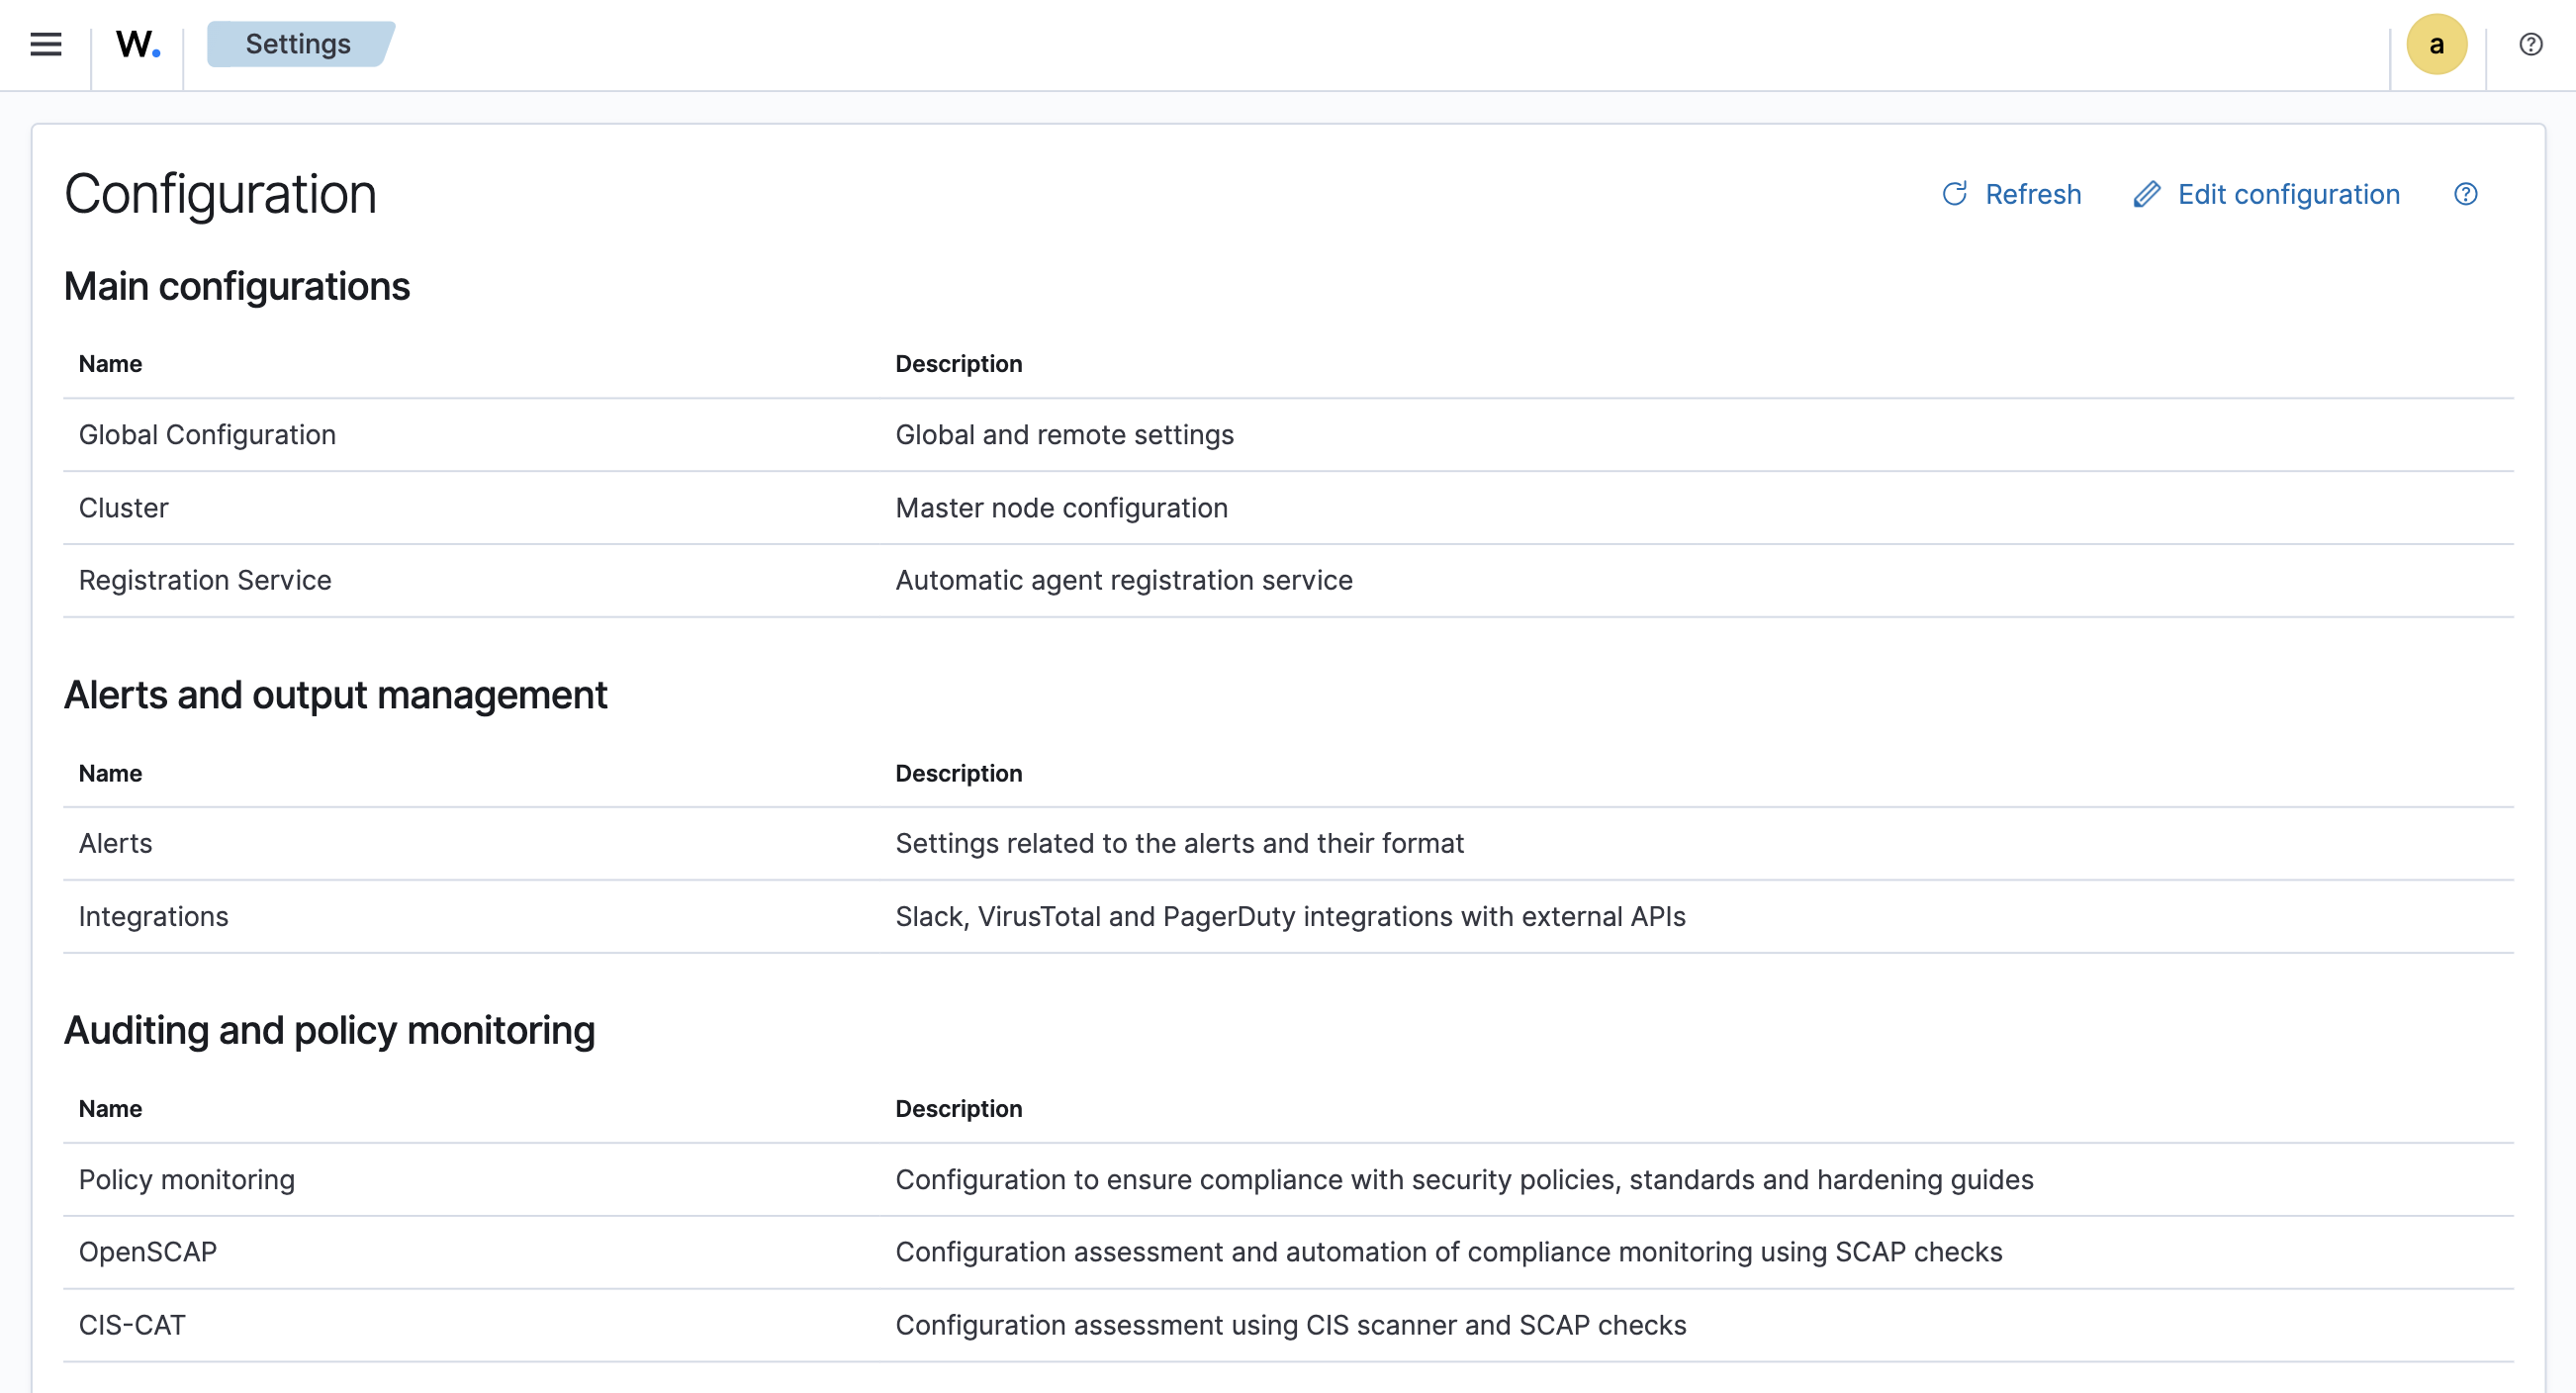 W. Settings a
Configuration Refresh Edit configuration
Main configurations
Name Description
Global Configuration Global and remote settings
Cluster Master node configuration
Registration Service Automatic agent registration service
Alerts and output management
Name Description
Alerts Settings related to the alerts and their format
Integrations Slack, VirusTotal and PagerDuty integrations with external APIs
Auditing and policy monitoring
Name Description
Policy monitoring Configuration to ensure compliance with security policies, standards and hardening guides
OpenSCAP Configuration assessment and automation of compliance monitoring using SCAP checks
CIS-CAT Configuration assessment using CIS scanner and SCAP checks